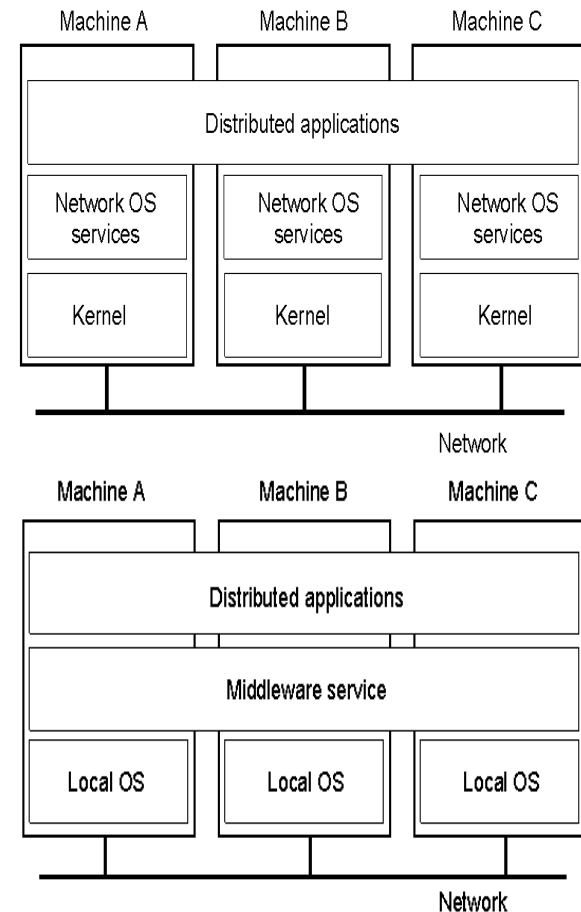 Machine A Machine B Machine C
Distributed applications
Network OS services Network OS services Network OS services
Kernel Kernel Kernel
Network
Machine A Machine B Machine C
Distributed applications
Middleware service
Local OS Local OS Local OS
Network